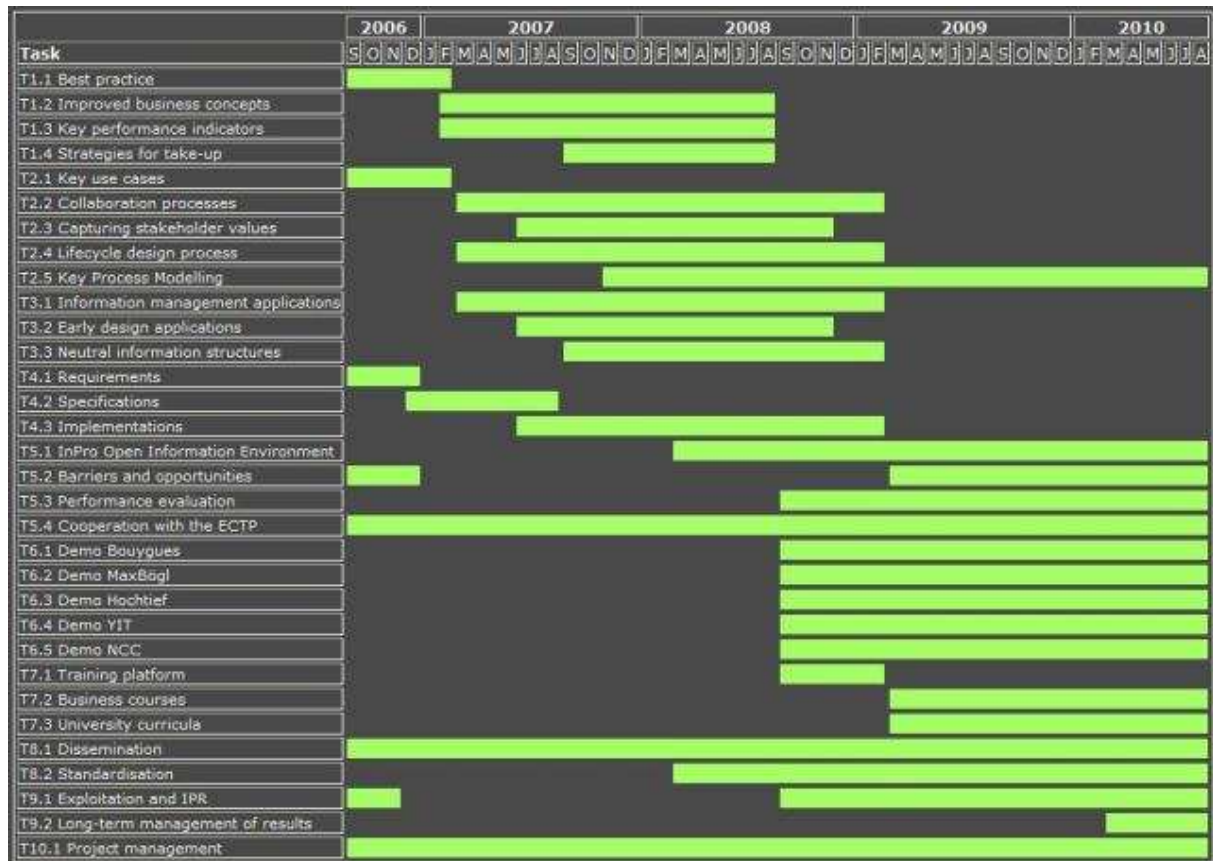 2006 2007 2008 2009 2010
Task S O N D J F M A M J J A S O N D J F M A M J J A S O N D J F M A M J J A S O N D J F M A M J J A
T1.1 Best practice
T1.2 Improved business concepts
T1.3 Key performance indicators
T1.4 Strategies for take-up
T2.1 Key use cases
T2.2 Collaboration processes
T2.3 Capturing stakeholder values
T2.4 Lifecycle design process
T2.5 Key Process Modelling
T3.1 Information management applications
T3.2 Early design applications
T3.3 Neutral information structures
T4.1 Requirements
T4.2 Specifications
T4.3 Implementations
T5.1 InPro Open Information Environment
T5.2 Barriers and opportunities
T5.3 Performance evaluation
T5.4 Cooperation with the ECTP
T6.1 Demo Bouygues
T6.2 Demo MaxBögl
T6.3 Demo Hochtief
T6.4 Demo YIT
T6.5 Demo NCC
T7.1 Training platform
T7.2 Business courses
T7.3 University curricula
T8.1 Dissemination
T8.2 Standardisation
T9.1 Exploitation and IPR
T9.2 Long-term management of results
T10.1 Project management